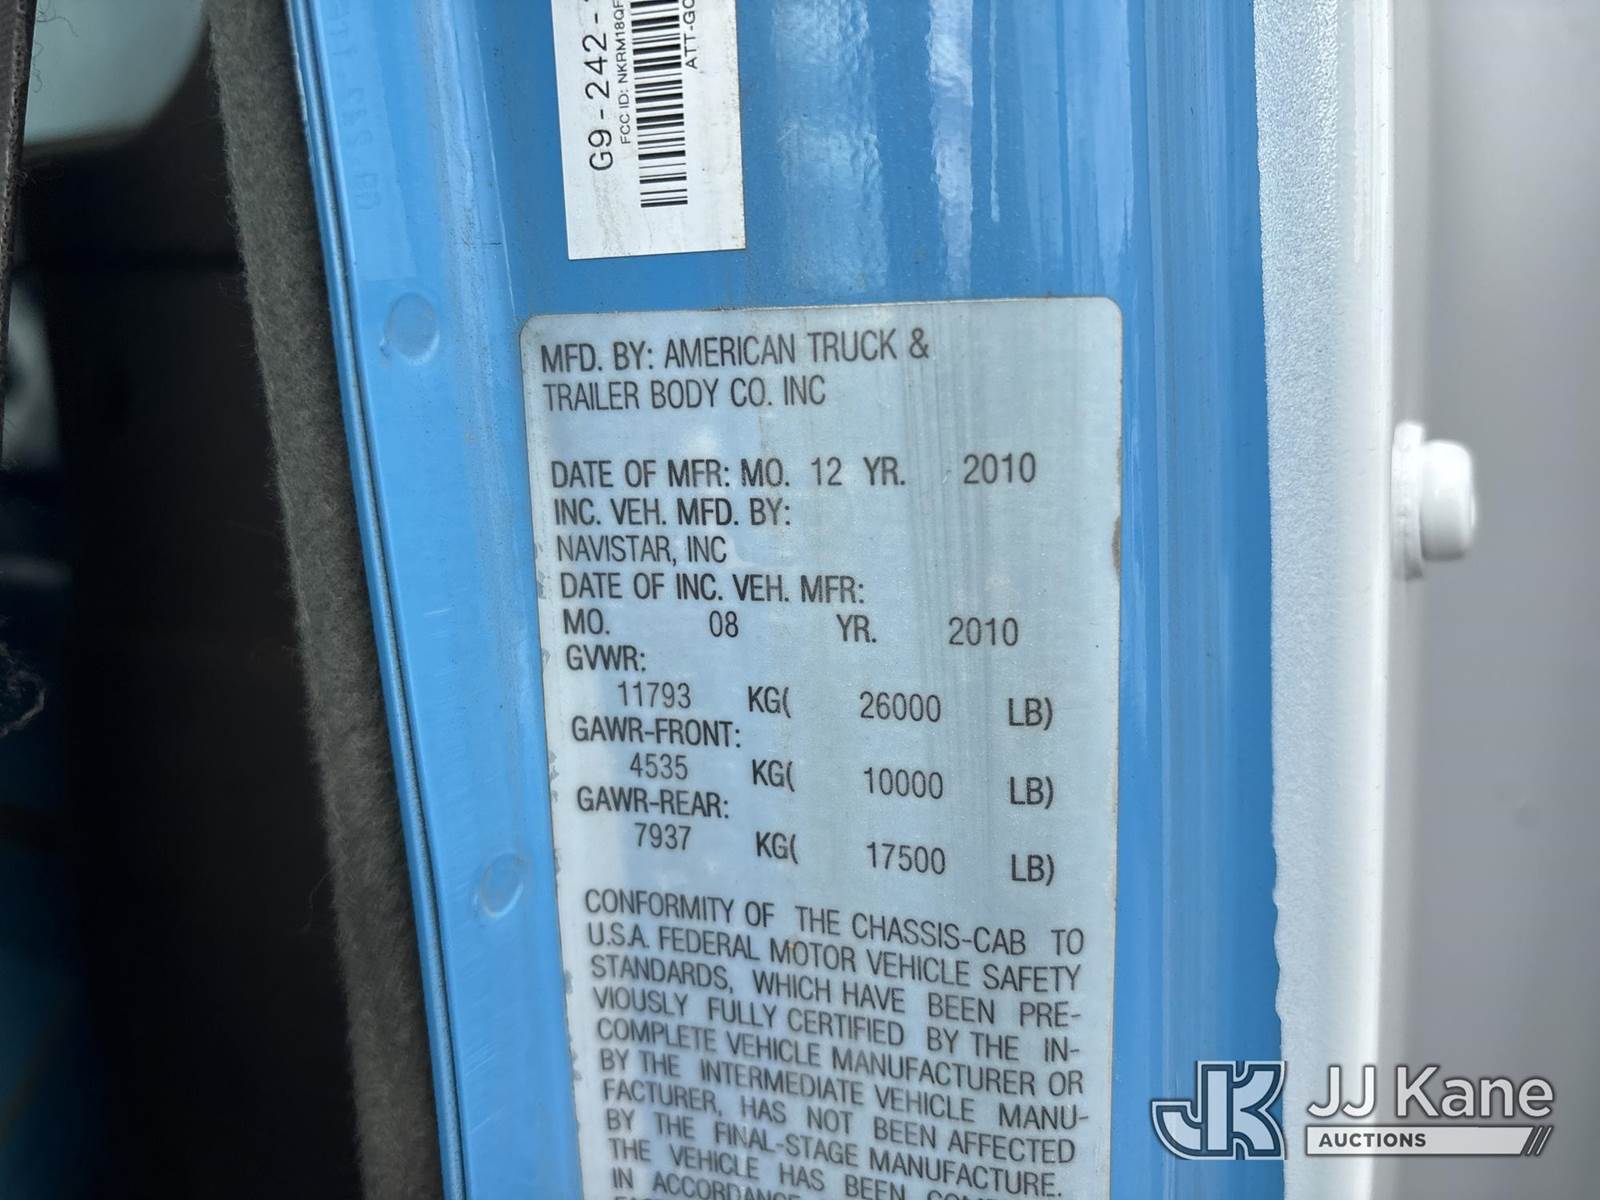 G9-242-
FCC ID: NKRM18QF
ATT-GO
MFD. BY: AMERICAN TRUCK &
TRAILER BODY CO. INC
DATE OF MFR: MO. 12 YR. 2010
INC. VEH. MFD. BY:
NAVISTAR, INC
DATE OF INC. VEH. MFR:
MO. 08 YR. 2010
GVWR:
11793 KG( 26000 LB)
GAWR-FRONT:
4535 KG( 10000 LB)
GAWR-REAR:
7937 KG( 17500 LB)
CONFORMITY OF THE CHASSIS-CAB TO
U.S.A. FEDERAL MOTOR VEHICLE SAFETY
STANDARDS, WHICH HAVE BEEN PRE-
VIOUSLY FULLY CERTIFIED BY THE IN-
COMPLETE VEHICLE MANUFACTURER OR
BY THE INTERMEDIATE VEHICLE MANU-
FACTURER, HAS NOT BEEN AFFECTED
BY THE FINAL-STAGE MANUFACTURE.
THE VEHICLE HAS BEEN
IN ACCORDANCE
JK JJ Kane
AUCTIONS